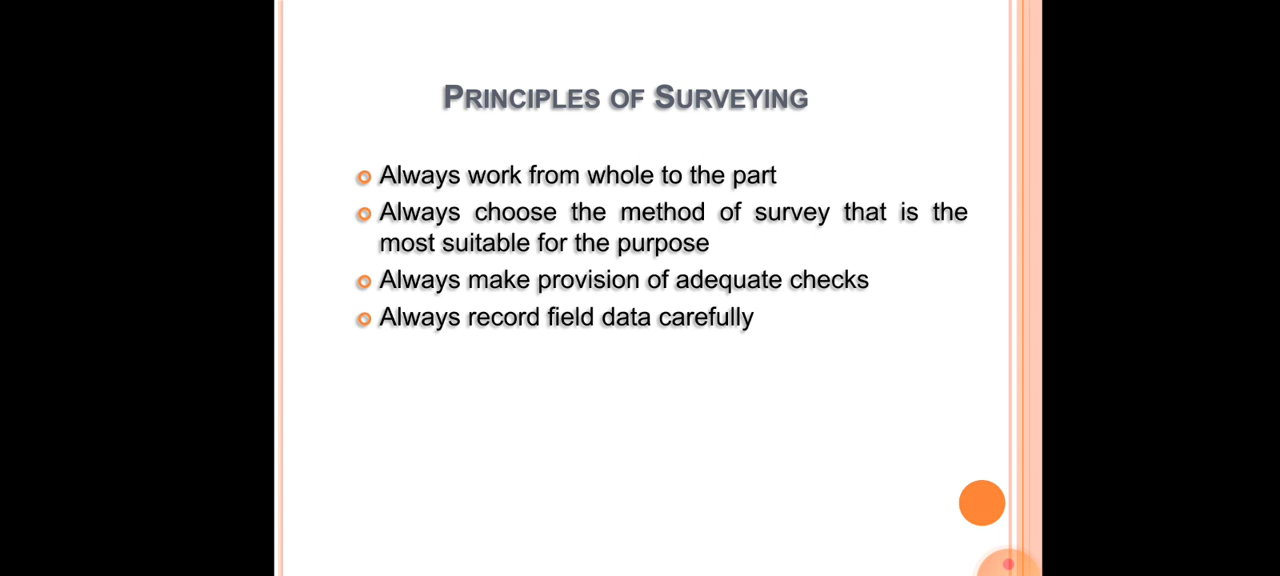 PRINCIPLES OF SURVEYING
Always work from whole to the part
Always choose the method of survey that is the
most suitable for the purpose
Always make provision of adequate checks
Always record field data carefully